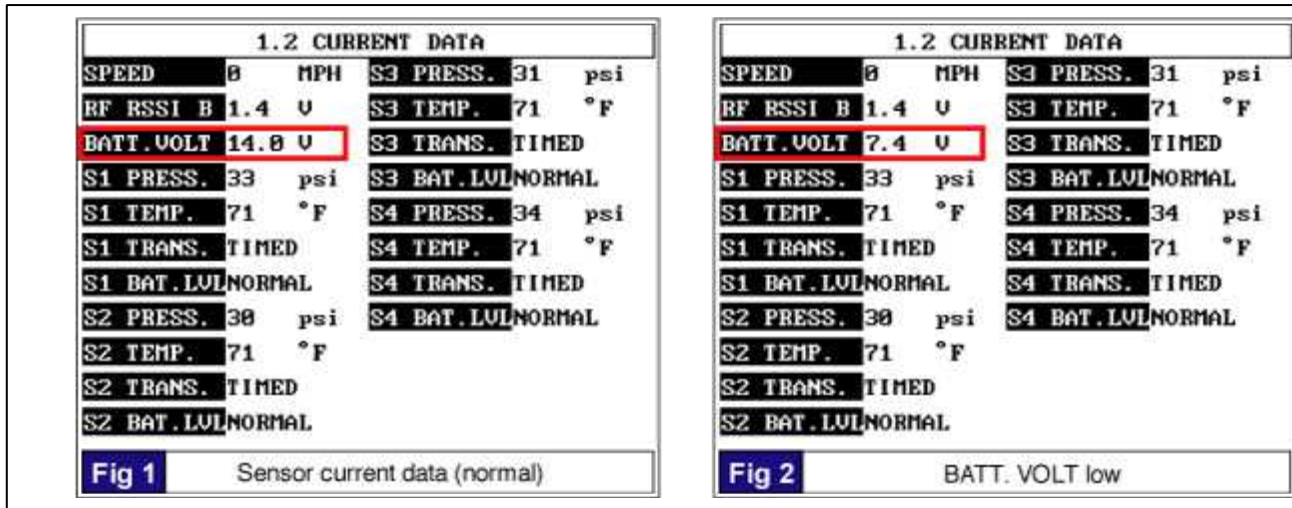 1.2 CURRENT DATA
SPEED 0 MPH S3 PRESS. 31 psi
RF RSSI B 1.4 V S3 TEMP. 71 °F
BATT.VOLT 14.0 V S3 TRANS. TIMED
S1 PRESS. 33 psi S3 BAT.LVL NORMAL
S1 TEMP. 71 °F S4 PRESS. 34 psi
S1 TRANS. TIMED S4 TEMP. 71 °F
S1 BAT.LVL NORMAL S4 TRANS. TIMED
S2 PRESS. 30 psi S4 BAT.LVL NORMAL
S2 TEMP. 71 °F
S2 TRANS. TIMED
S2 BAT.LVL NORMAL
Fig 1 Sensor current data (normal)
1.2 CURRENT DATA
SPEED 0 MPH S3 PRESS. 31 psi
RF RSSI B 1.4 V S3 TEMP. 71 °F
BATT.VOLT 7.4 V S3 TRANS. TIMED
S1 PRESS. 33 psi S3 BAT.LVL NORMAL
S1 TEMP. 71 °F S4 PRESS. 34 psi
S1 TRANS. TIMED S4 TEMP. 71 °F
S1 BAT.LVL NORMAL S4 TRANS. TIMED
S2 PRESS. 30 psi S4 BAT.LVL NORMAL
S2 TEMP. 71 °F
S2 TRANS. TIMED
S2 BAT.LVL NORMAL
Fig 2 BATT. VOLT low